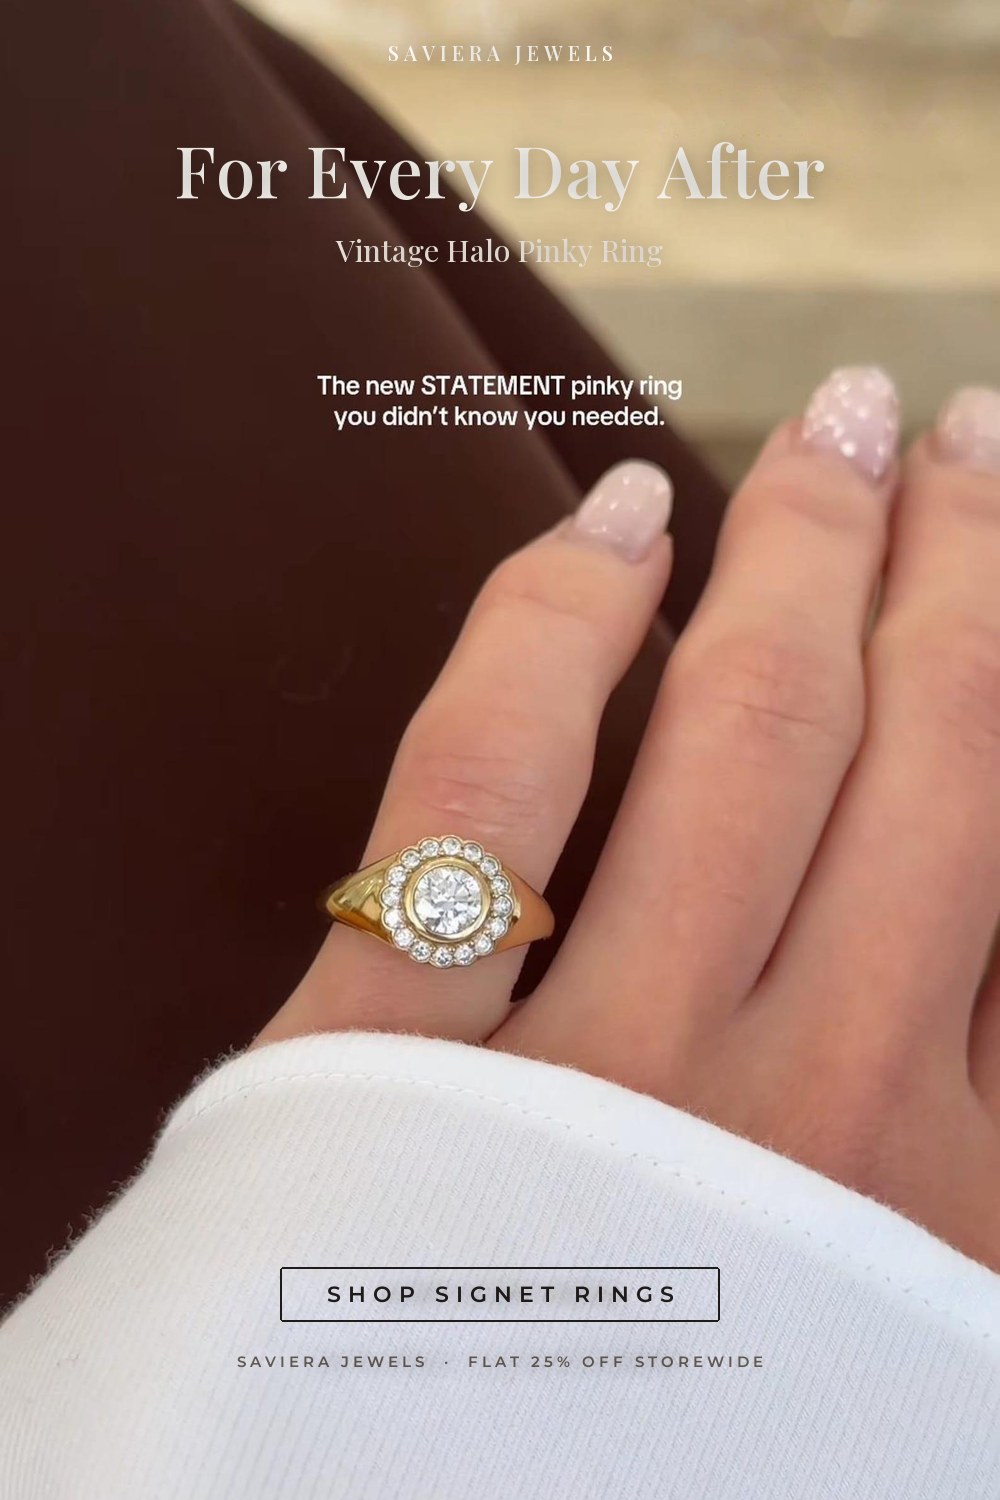 SAVIERA JEWELS
For Every Day After
Vintage Halo Pinky Ring
The new STATEMENT pinky ring
you didn't know you needed.
SHOP SIGNET RINGS
SAVIERA JEWELS · FLAT 25% OFF STOREWIDE